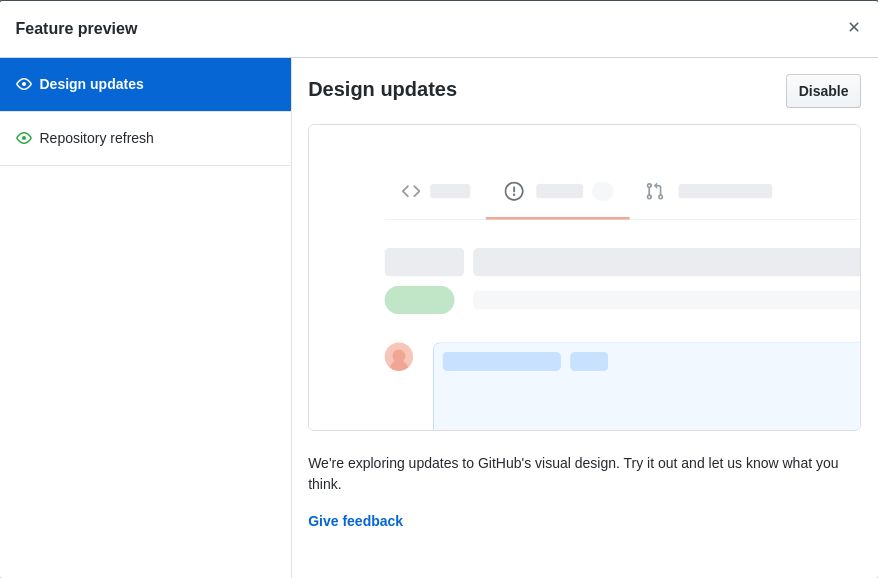 Feature preview
Design updates
Repository refresh
Design updates
Disable
We're exploring updates to GitHub's visual design. Try it out and let us know what you
think.
Give feedback